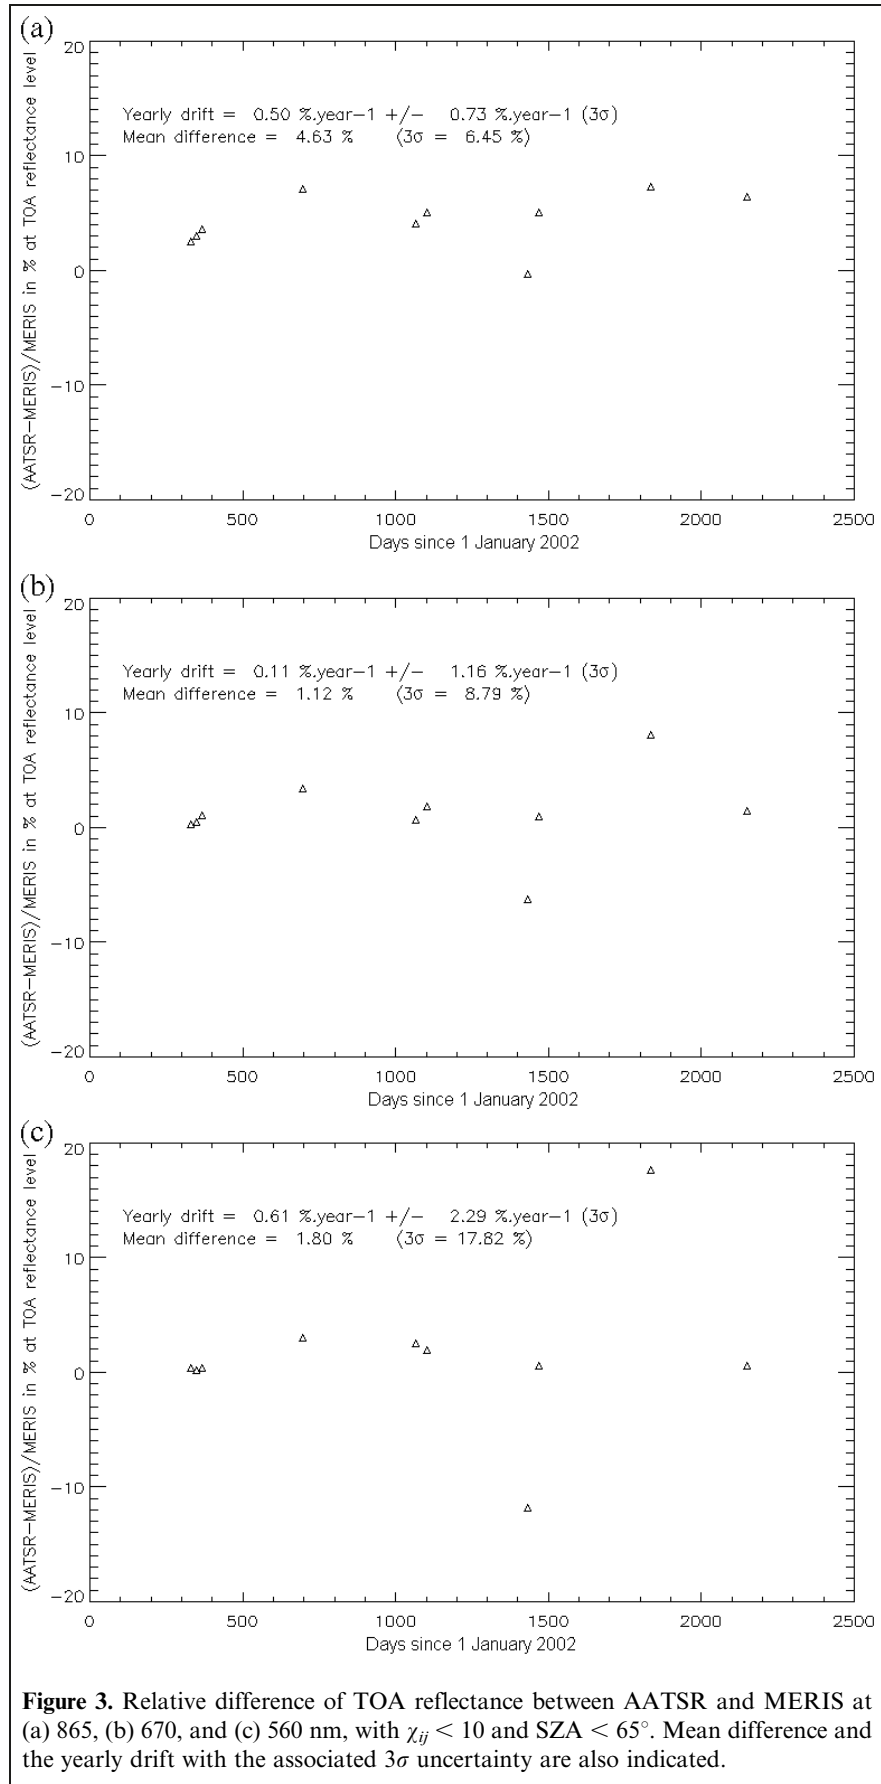 (a)
20
10
0
−10
−20
(AATSR−MERIS)/MERIS in % at TOA reflectance level
Yearly drift = 0.50 %.year−1 +/− 0.73 %.year−1 (3σ)
Mean difference = 4.63 % (3σ = 6.45 %)
0 500 1000 1500 2000 2500
Days since 1 January 2002
(b)
20
10
0
−10
−20
(AATSR−MERIS)/MERIS in % at TOA reflectance level
Yearly drift = 0.11 %.year−1 +/− 1.16 %.year−1 (3σ)
Mean difference = 1.12 % (3σ = 8.79 %)
0 500 1000 1500 2000 2500
Days since 1 January 2002
(c)
20
10
0
−10
−20
(AATSR−MERIS)/MERIS in % at TOA reflectance level
Yearly drift = 0.61 %.year−1 +/− 2.29 %.year−1 (3σ)
Mean difference = 1.80 % (3σ = 17.82 %)
0 500 1000 1500 2000 2500
Days since 1 January 2002
Figure 3. Relative difference of TOA reflectance between AATSR and MERIS at
(a) 865, (b) 670, and (c) 560 nm, with χij < 10 and SZA < 65°. Mean difference and
the yearly drift with the associated 3σ uncertainty are also indicated.